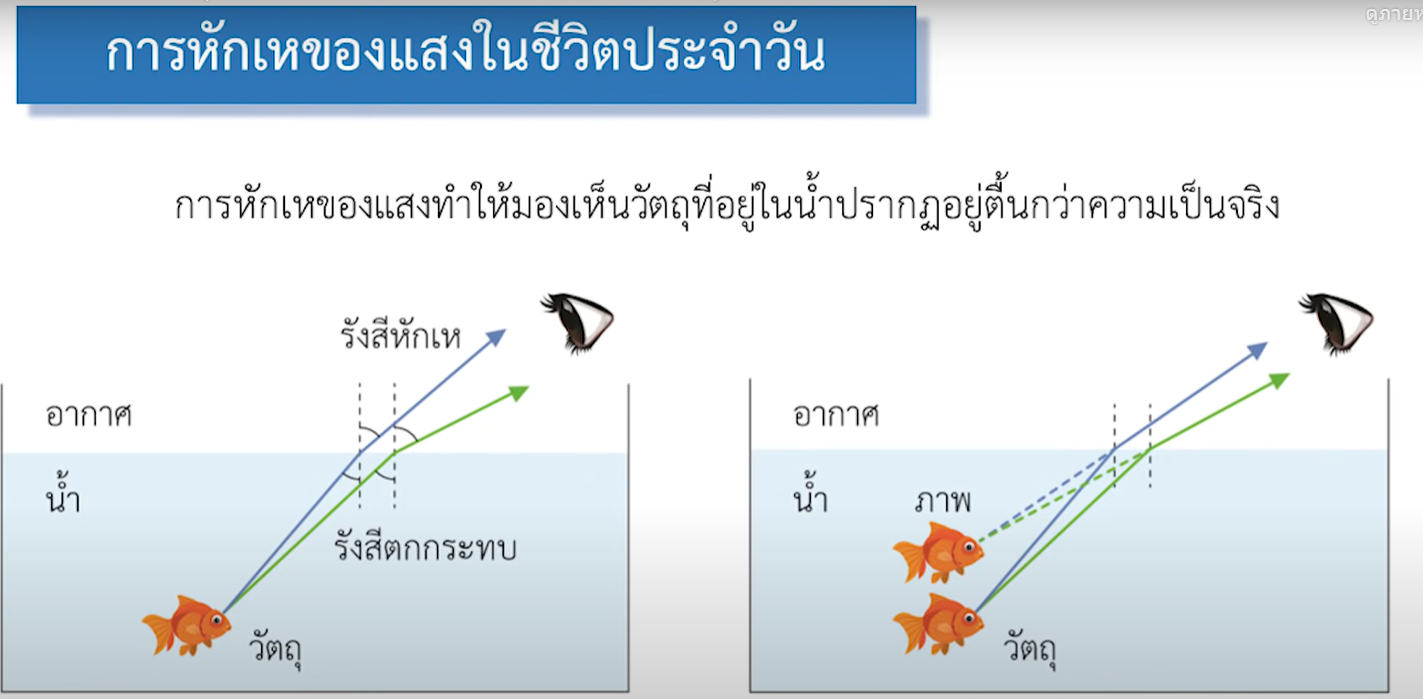 ดูภายห
การหักเหของแสงในชีวิตประจำวัน
การหักเหของแสงทำให้มองเห็นวัตถุที่อยู่ในน้ำปรากฏอยู่ตื้นกว่าความเป็นจริง
รังสีหักเห
อากาศ
น้ำ
รังสีตกกระทบ
วัตถุ
อากาศ
น้ำ
ภาพ
วัตถุ